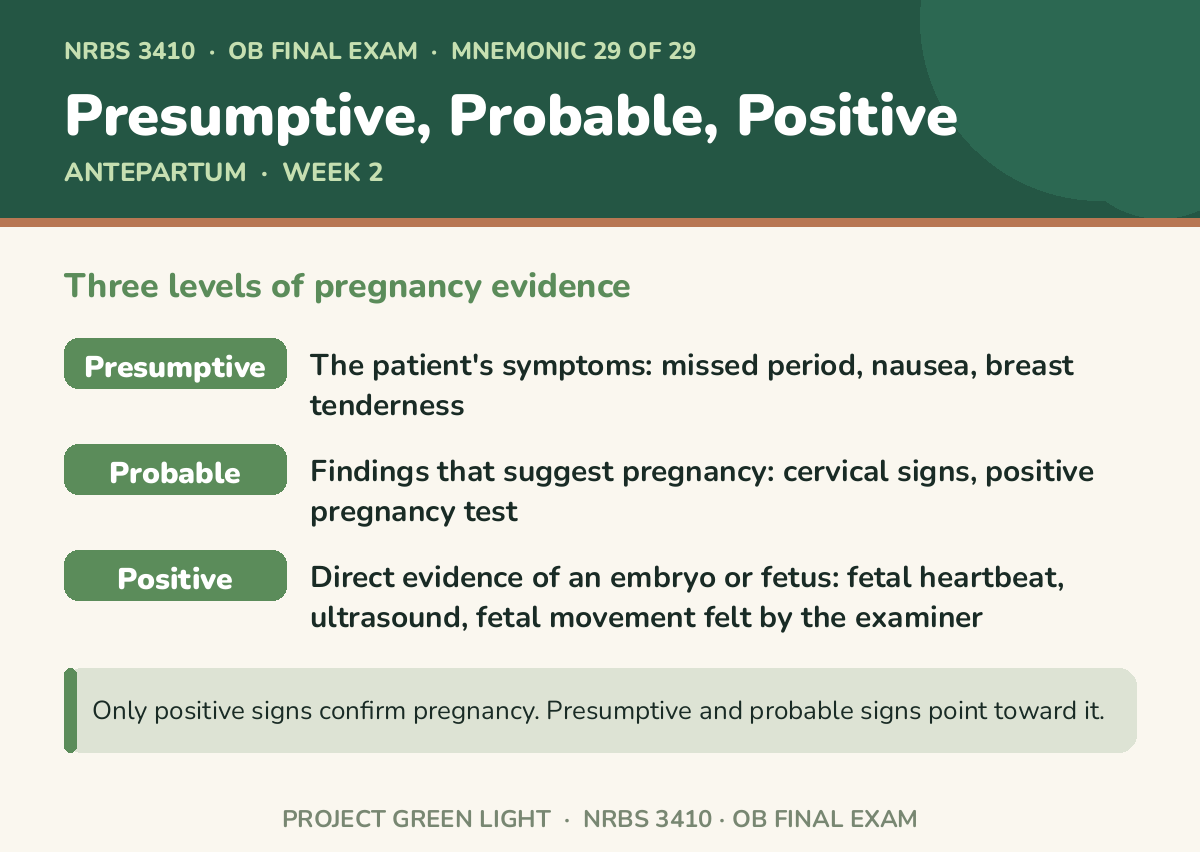 NRBS 3410 · OB FINAL EXAM · MNEMONIC 29 OF 29
Presumptive, Probable, Positive
ANTEPARTUM · WEEK 2
Three levels of pregnancy evidence
Presumptive
The patient's symptoms: missed period, nausea, breast
tenderness
Probable
Findings that suggest pregnancy: cervical signs, positive
pregnancy test
Positive
Direct evidence of an embryo or fetus: fetal heartbeat,
ultrasound, fetal movement felt by the examiner
Only positive signs confirm pregnancy. Presumptive and probable signs point toward it.
PROJECT GREEN LIGHT · NRBS 3410 · OB FINAL EXAM